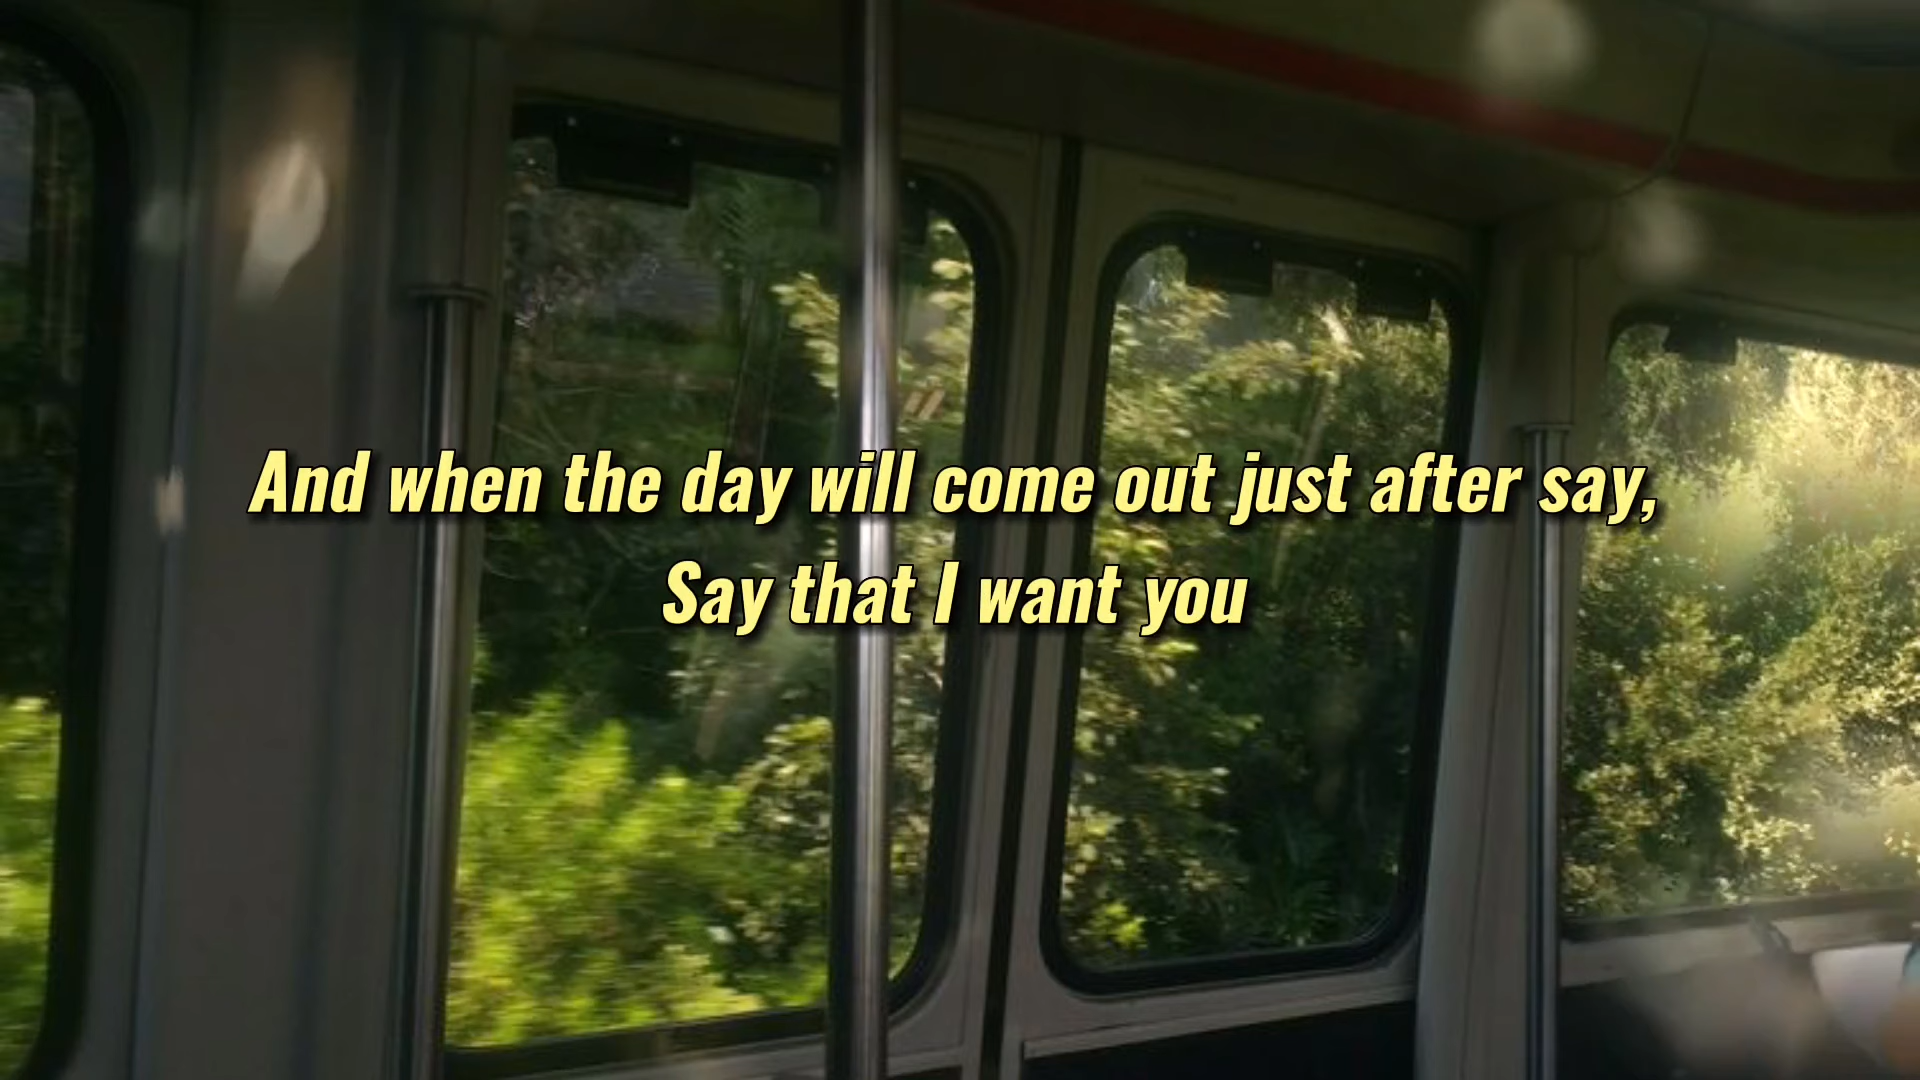 And when the day will come out just after say,
Say that I want you